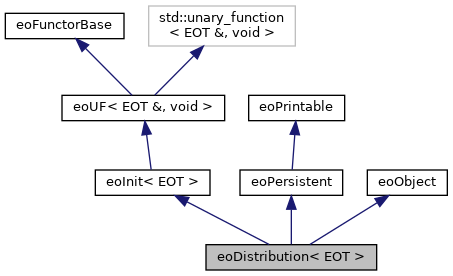 eoFunctorBase
std::unary_function
< EOT &, void >
eoUF< EOT &, void >
eoPrintable
eoInit< EOT >
eoPersistent
eoObject
eoDistribution< EOT >